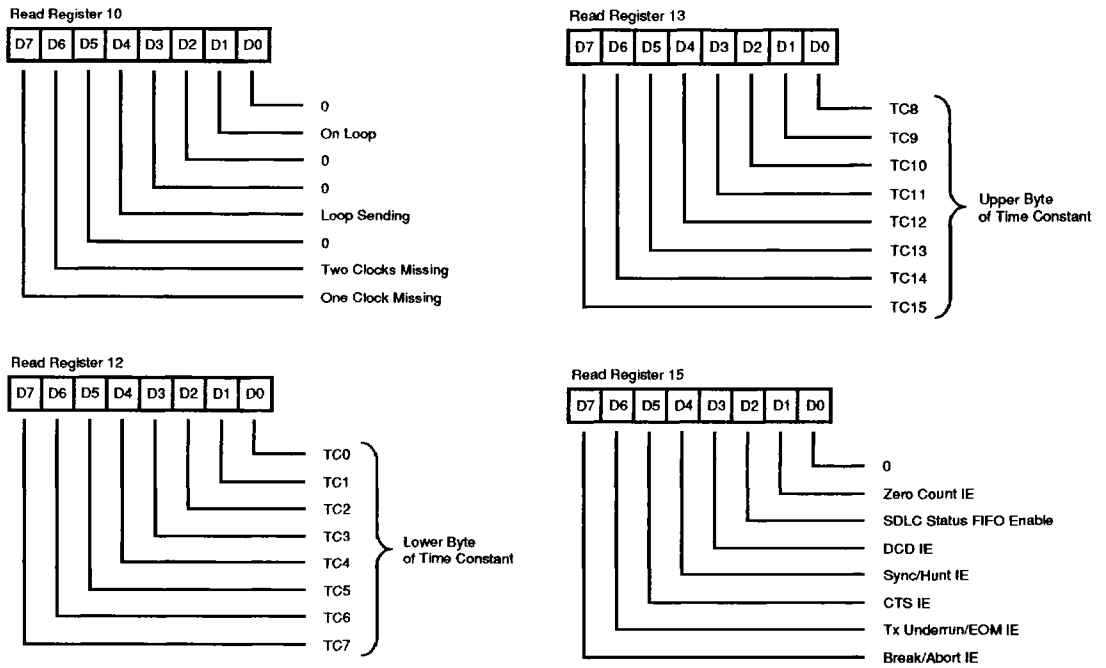 Read Register 10
D7 D6 D5 D4 D3 D2 D1 D0
0
On Loop
0
0
Loop Sending
0
Two Clocks Missing
One Clock Missing
Read Register 13
D7 D6 D5 D4 D3 D2 D1 D0
TC8
TC9
TC10
TC11
TC12
TC13
TC14
TC15
Upper Byte
of Time Constant
Read Register 12
D7 D6 D5 D4 D3 D2 D1 D0
TC0
TC1
TC2
TC3
TC4
TC5
TC6
TC7
Lower Byte
of Time Constant
Read Register 15
D7 D6 D5 D4 D3 D2 D1 D0
0
Zero Count IE
SDLC Status FIFO Enable
DCD IE
Sync/Hunt IE
CTS IE
Tx Underrun/EOM IE
Break/Abort IE